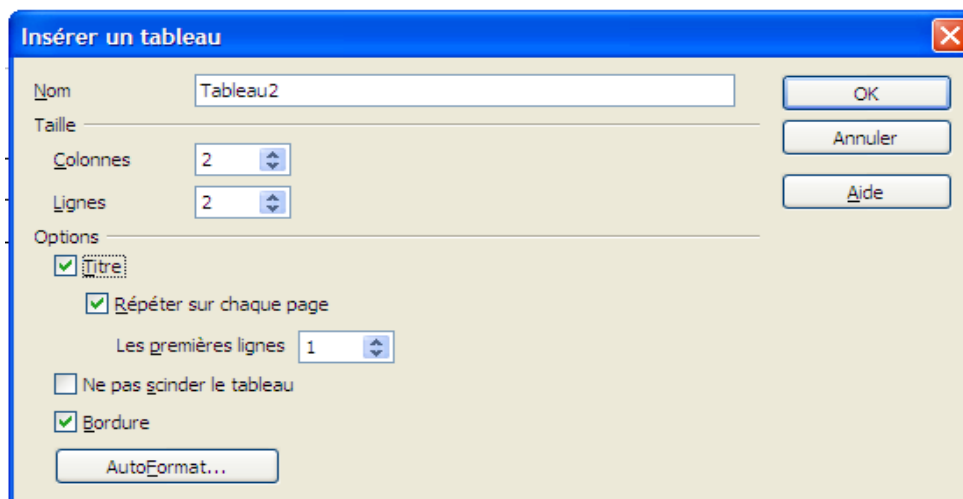 Insérer un tableau
Nom Tableau2 OK
Taille Annuler
Colonnes 2
Lignes 2 Aide
Options
Titre
Répéter sur chaque page
Les premières lignes 1
Ne pas scinder le tableau
Bordure
AutoFormat...